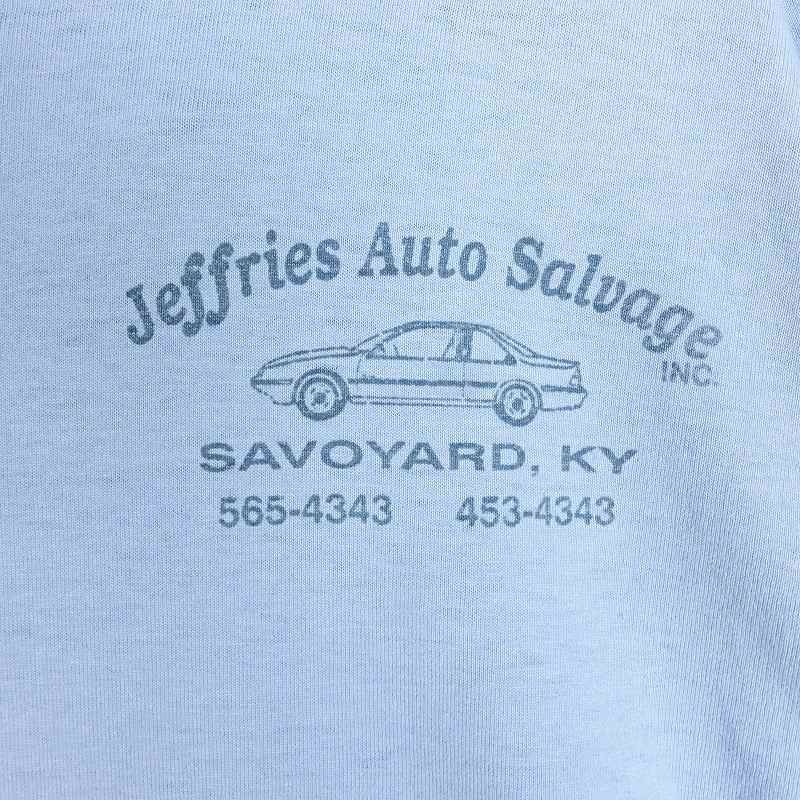 Jeffries Auto Salvage
INC.
SAVOYARD, KY
565-4343 453-4343